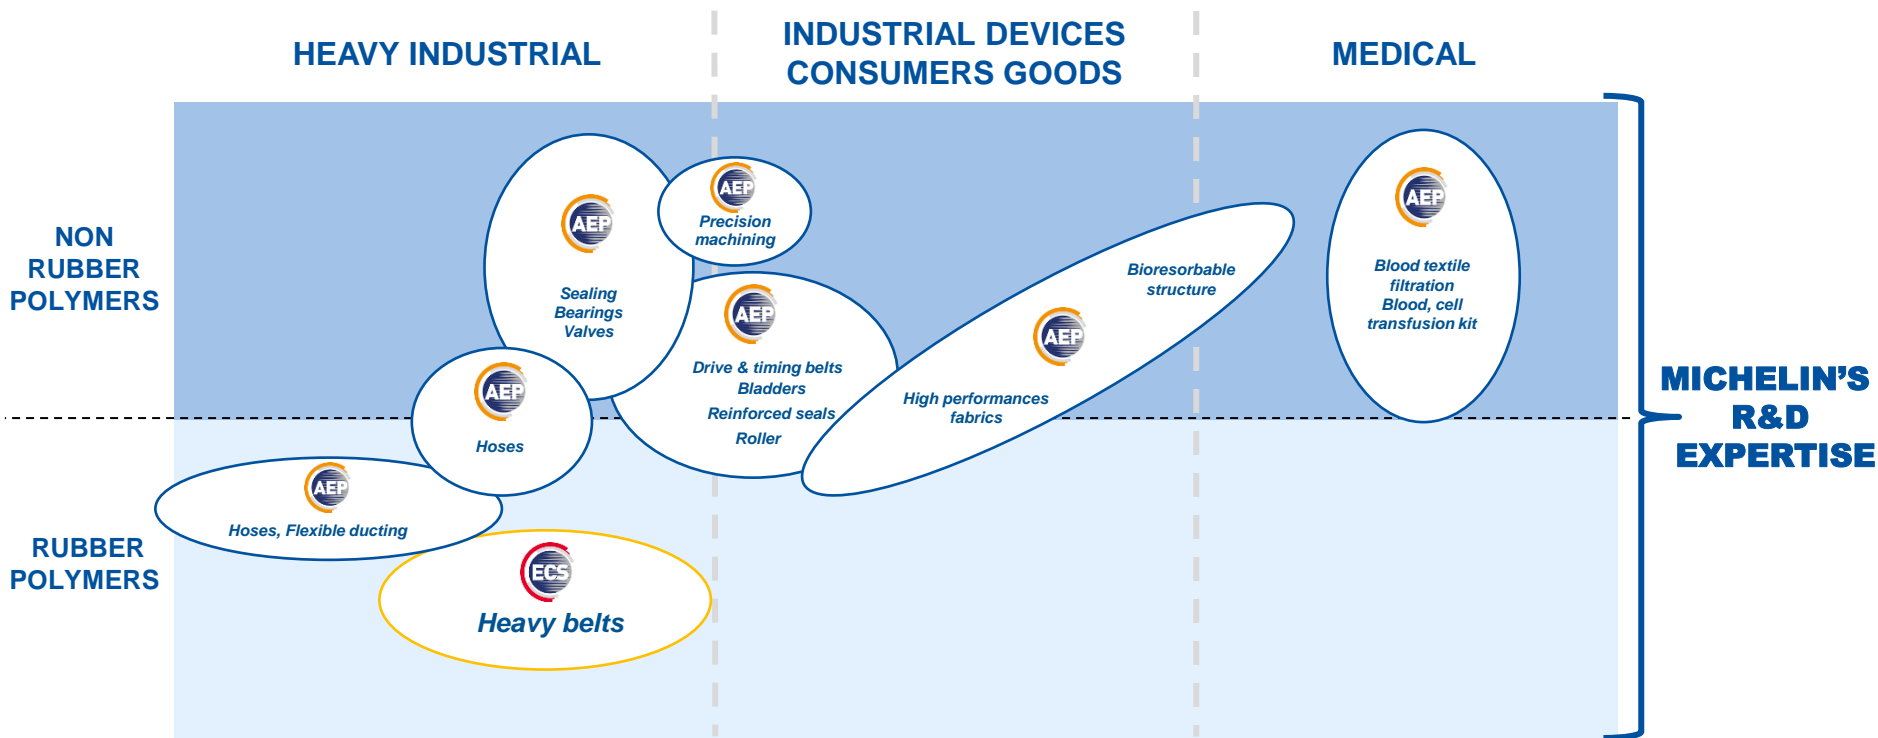 HEAVY INDUSTRIAL
INDUSTRIAL DEVICES
CONSUMERS GOODS
MEDICAL
NON
RUBBER
POLYMERS
RUBBER
POLYMERS
AEP
Sealing
Bearings
Valves
AEP
Precision
machining
AEP
Drive & timing belts
Bladders
Reinforced seals
Roller
AEP
Hoses
AEP
Hoses, Flexible ducting
ECS
Heavy belts
AEP
High performances
fabrics
Bioresorbable
structure
AEP
Blood textile
filtration
Blood, cell
transfusion kit
MICHELIN'S
R&D
EXPERTISE